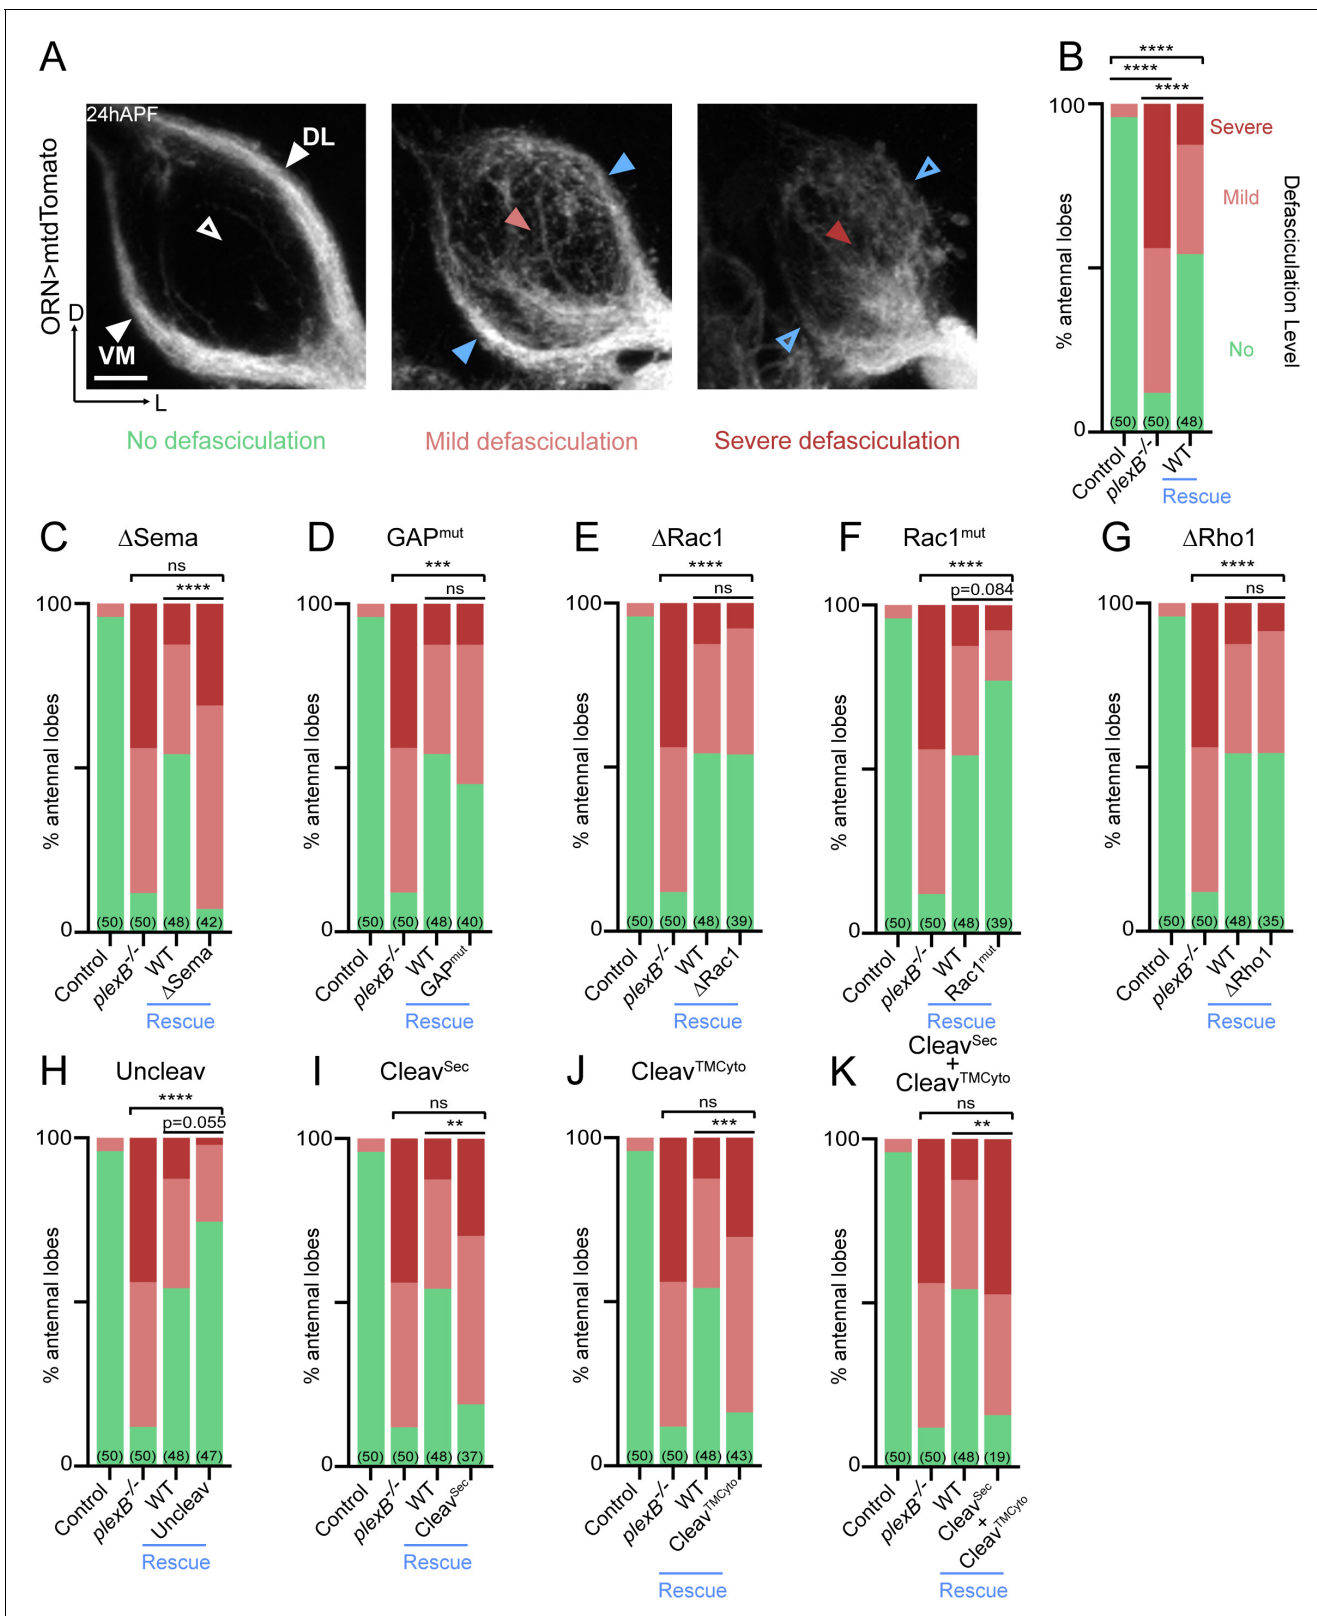 A
ORN>mtdTomato
24hAPF
DL
VM
D
L
No defasciculation
Mild defasciculation
Severe defasciculation
B
****
****
****
100
0
% antennal lobes
Severe
Mild
No
Defasciculation Level
(50) (50) (48)
Control plexB-/- WT
Rescue
C
ΔSema
ns
****
100
0
% antennal lobes
(50) (50) (48) (42)
Control plexB-/- WT ΔSema
Rescue
D
GAPmut
***
ns
100
0
% antennal lobes
(50) (50) (48) (40)
Control plexB-/- WT GAPmut
Rescue
E
ΔRac1
****
ns
100
0
% antennal lobes
(50) (50) (48) (39)
Control plexB-/- WT ΔRac1
Rescue
F
Rac1mut
****
p=0.084
100
0
% antennal lobes
(50) (50) (48) (39)
Control plexB-/- WT Rac1mut
Rescue
G
ΔRho1
****
ns
100
0
% antennal lobes
(50) (50) (48) (35)
Control plexB-/- WT ΔRho1
Rescue
H
Uncleav
****
p=0.055
100
0
% antennal lobes
(50) (50) (48) (47)
Control plexB-/- WT Uncleav
Rescue
I
CleavSec
ns
**
100
0
% antennal lobes
(50) (50) (48) (37)
Control plexB-/- WT CleavSec
Rescue
J
CleavTMCyto
ns
***
100
0
% antennal lobes
(50) (50) (48) (43)
Control plexB-/- WT CleavTMCyto
Rescue
K
CleavSec
+
CleavTMCyto
ns
**
100
0
% antennal lobes
(50) (50) (48) (19)
Control plexB-/- WT CleavSec
+
CleavTMCyto
Rescue